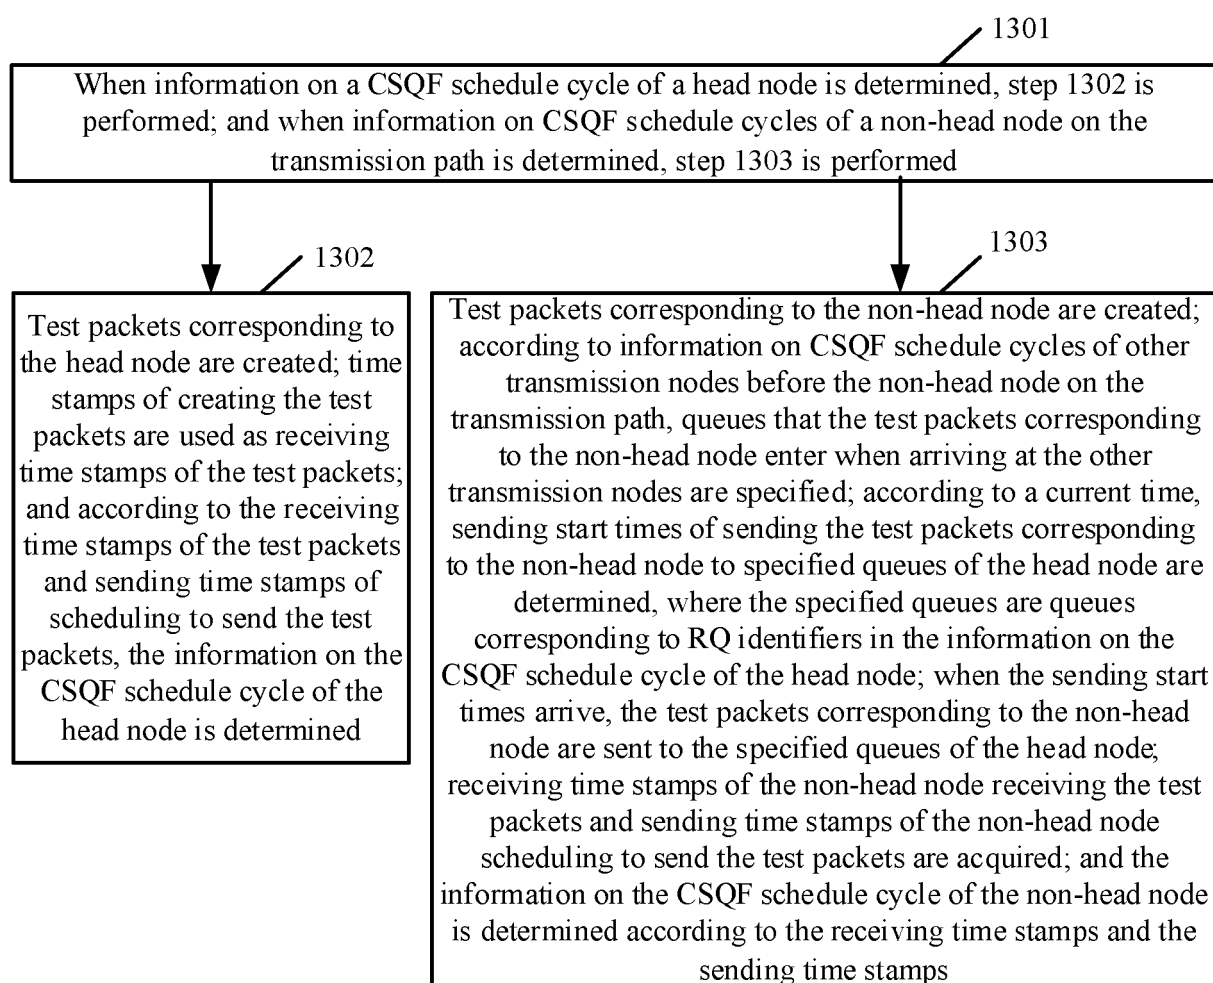 1301
When information on a CSQF schedule cycle of a head node is determined, step 1302 is
performed; and when information on CSQF schedule cycles of a non-head node on the
transmission path is determined, step 1303 is performed
1302
Test packets corresponding to
the head node are created; time
stamps of creating the test
packets are used as receiving
time stamps of the test packets;
and according to the receiving
time stamps of the test packets
and sending time stamps of
scheduling to send the test
packets, the information on the
CSQF schedule cycle of the
head node is determined
1303
Test packets corresponding to the non-head node are created;
according to information on CSQF schedule cycles of other
transmission nodes before the non-head node on the
transmission path, queues that the test packets corresponding
to the non-head node enter when arriving at the other
transmission nodes are specified; according to a current time,
sending start times of sending the test packets corresponding
to the non-head node to specified queues of the head node are
determined, where the specified queues are queues
corresponding to RQ identifiers in the information on the
CSQF schedule cycle of the head node; when the sending start
times arrive, the test packets corresponding to the non-head
node are sent to the specified queues of the head node;
receiving time stamps of the non-head node receiving the test
packets and sending time stamps of the non-head node
scheduling to send the test packets are acquired; and the
information on the CSQF schedule cycle of the non-head node
is determined according to the receiving time stamps and the
sending time stamps